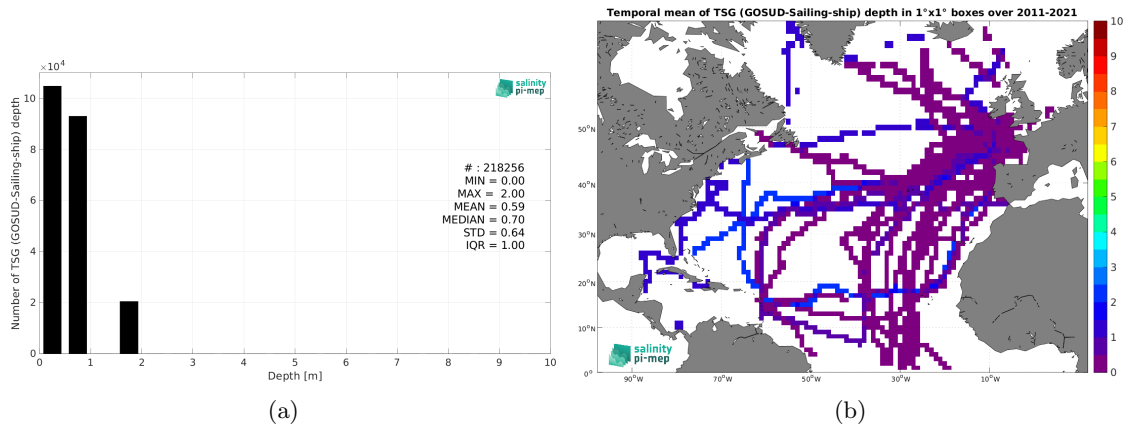 ×10⁴
10
8
6
4
2
0
Number of TSG (GOSUD-Sailing-ship) depth
salinity
pi-mep
# : 218256
MIN = 0.00
MAX = 2.00
MEAN = 0.59
MEDIAN = 0.70
STD = 0.64
IQR = 1.00
0 1 2 3 4 5 6 7 8 9 10
Depth [m]
(a)
Temporal mean of TSG (GOSUD-Sailing-ship) depth in 1°x1° boxes over 2011-2021
50°N
40°N
30°N
20°N
10°N
0°
salinity
pi-mep
90°W 70°W 50°W 30°W 10°W
10
9
8
7
6
5
4
3
2
1
0
(b)